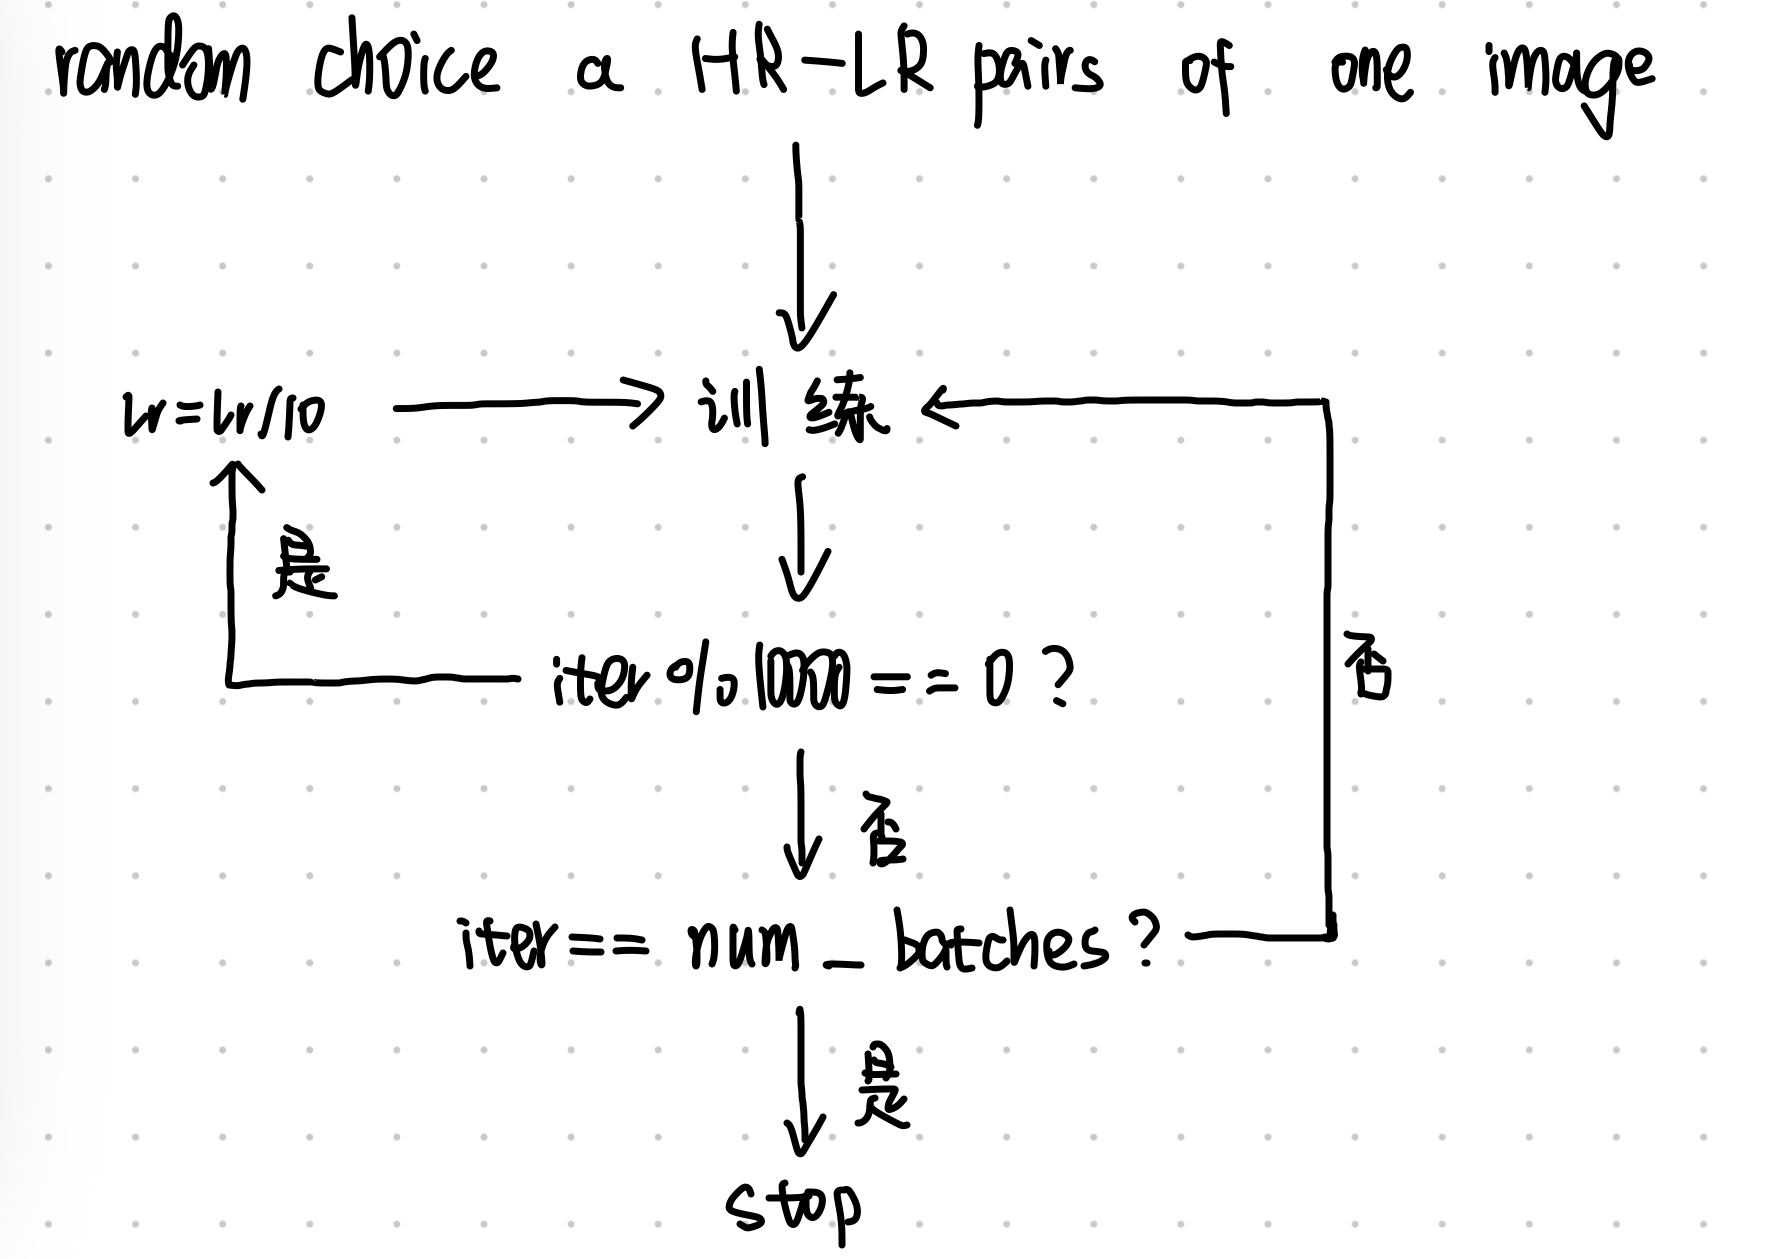 random choice a HR-LR pairs of one image
lr=lr/10
训练
是
iter%10000==0?
否
否
iter==num_batches?
是
stop